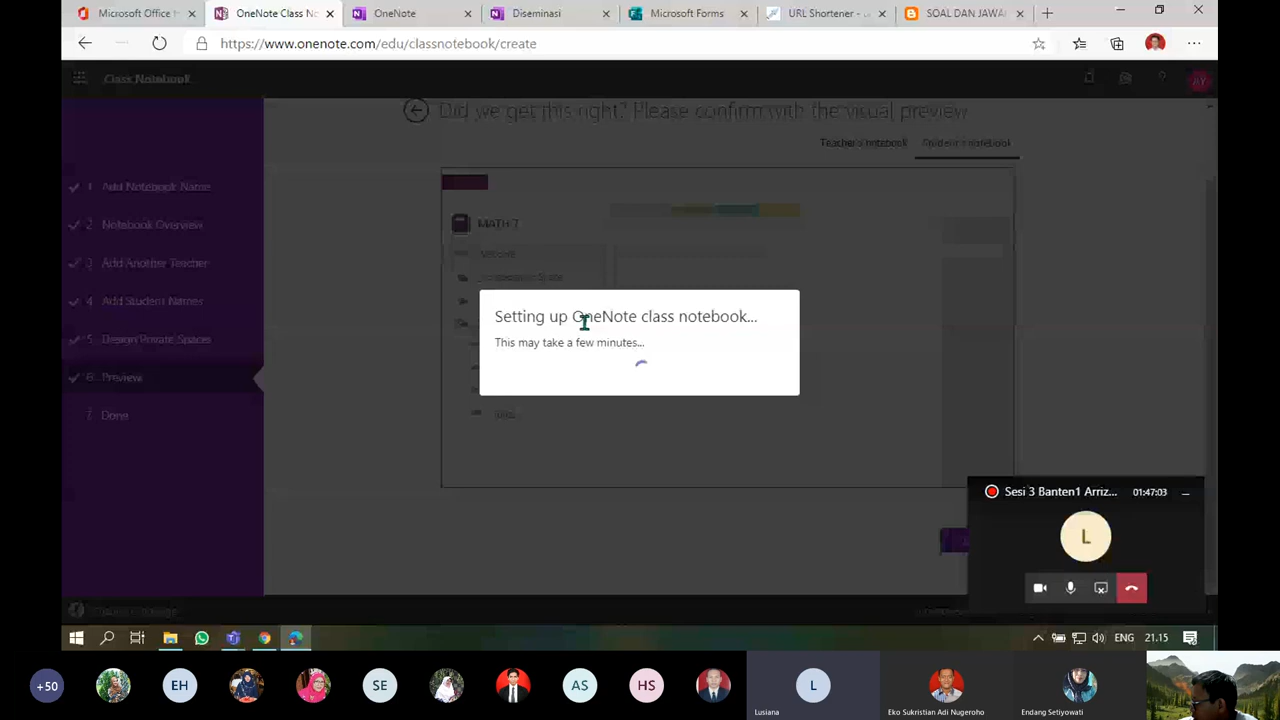 Microsoft Office H
OneNote Class No
OneNote
Diseminasi
Microsoft Forms
URL Shortener -
SOAL DAN JAWA
https://www.onenote.com/edu/classnotebook/create
Class Notebook
AY
Did we get this right? Please confirm with the visual preview
Teacher's notebook
Student's notebook
1 Add Notebook Name
2 Notebook Overview
3 Add Another Teacher
4 Add Student Names
5 Design Private Spaces
6 Preview
7 Done
MATH 7
Setting up OneNote class notebook...
This may take a few minutes...
Sesi 3 Banten1 Arriz...
01:47:03
L
ENG
21.15
+50
EH
SE
AS
HS
L
Lusiana
Eko Sukristian Adi Nugeroho
Endang Setiyowati